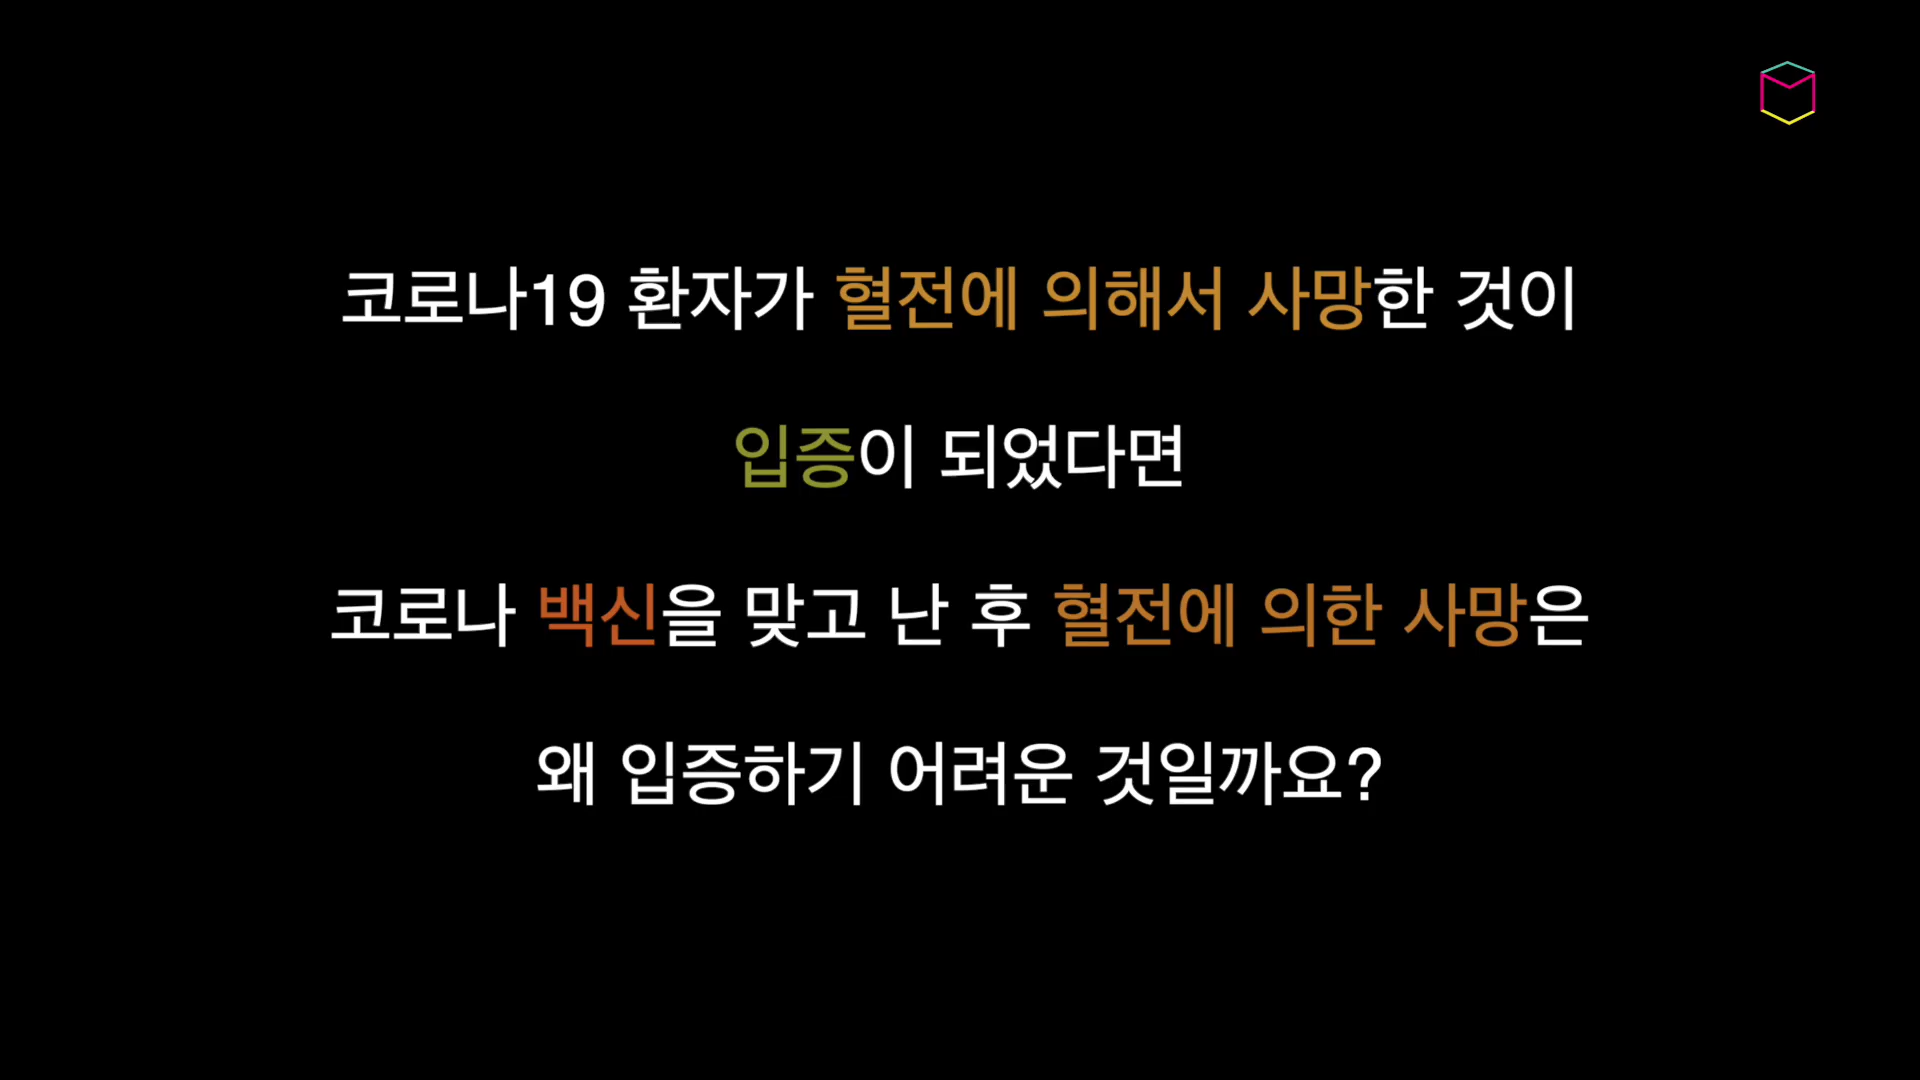 코로나19 환자가 혈전에 의해서 사망한 것이
입증이 되었다면
코로나 백신을 맞고 난 후 혈전에 의한 사망은
왜 입증하기 어려운 것일까요?